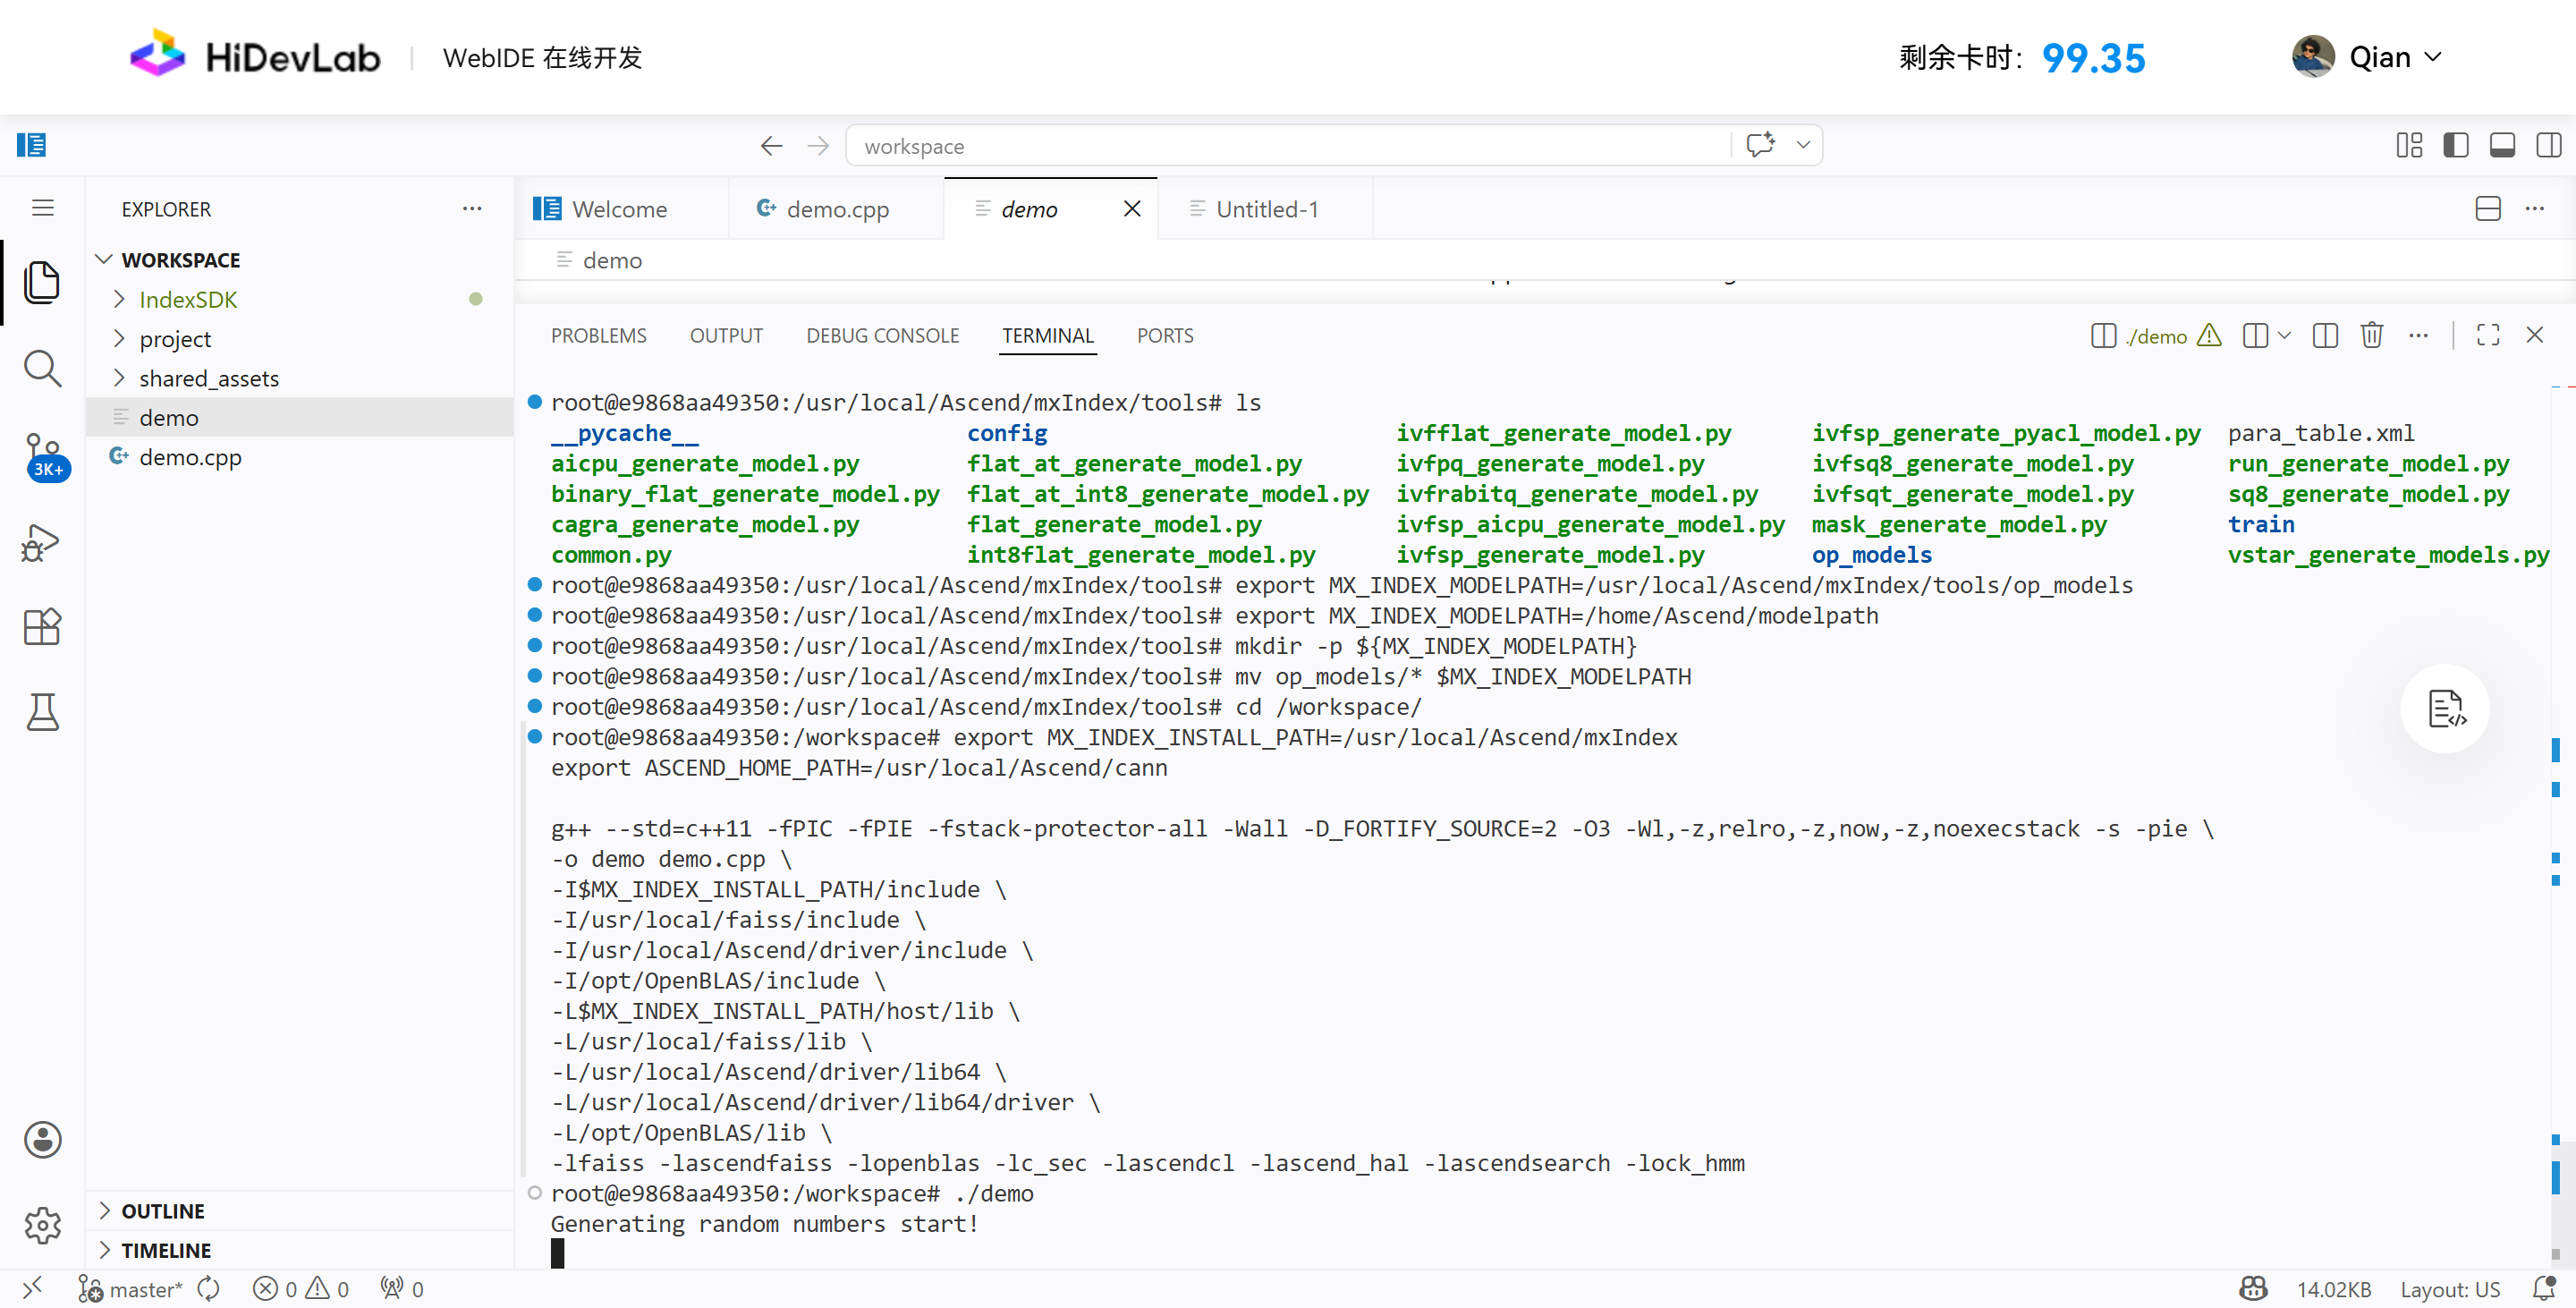 HiDevLab | WebIDE 在线开发
剩余卡时： 99.35
Qian
workspace
EXPLORER
WORKSPACE
IndexSDK
project
shared_assets
demo
demo.cpp
3K+
OUTLINE
TIMELINE
Welcome
demo.cpp
demo
Untitled-1
demo
PROBLEMS OUTPUT DEBUG CONSOLE TERMINAL PORTS
./demo
root@e9868aa49350:/usr/local/Ascend/mxIndex/tools# ls
__pycache__ config ivfflat_generate_model.py ivfsp_generate_pyacl_model.py para_table.xml
aicpu_generate_model.py flat_at_generate_model.py ivfpq_generate_model.py ivfsq8_generate_model.py run_generate_model.py
binary_flat_generate_model.py flat_at_int8_generate_model.py ivfrabitq_generate_model.py ivfsqt_generate_model.py sq8_generate_model.py
cagra_generate_model.py flat_generate_model.py ivfsp_aicpu_generate_model.py mask_generate_model.py train
common.py int8flat_generate_model.py ivfsp_generate_model.py op_models vstar_generate_models.py
root@e9868aa49350:/usr/local/Ascend/mxIndex/tools# export MX_INDEX_MODELPATH=/usr/local/Ascend/mxIndex/tools/op_models
root@e9868aa49350:/usr/local/Ascend/mxIndex/tools# export MX_INDEX_MODELPATH=/home/Ascend/modelpath
root@e9868aa49350:/usr/local/Ascend/mxIndex/tools# mkdir -p ${MX_INDEX_MODELPATH}
root@e9868aa49350:/usr/local/Ascend/mxIndex/tools# mv op_models/* $MX_INDEX_MODELPATH
root@e9868aa49350:/usr/local/Ascend/mxIndex/tools# cd /workspace/
root@e9868aa49350:/workspace# export MX_INDEX_INSTALL_PATH=/usr/local/Ascend/mxIndex
export ASCEND_HOME_PATH=/usr/local/Ascend/cann
g++ --std=c++11 -fPIC -fPIE -fstack-protector-all -Wall -D_FORTIFY_SOURCE=2 -O3 -Wl,-z,relro,-z,now,-z,noexecstack -s -pie \
-o demo demo.cpp \
-I$MX_INDEX_INSTALL_PATH/include \
-I/usr/local/faiss/include \
-I/usr/local/Ascend/driver/include \
-I/opt/OpenBLAS/include \
-L$MX_INDEX_INSTALL_PATH/host/lib \
-L/usr/local/faiss/lib \
-L/usr/local/Ascend/driver/lib64 \
-L/usr/local/Ascend/driver/lib64/driver \
-L/opt/OpenBLAS/lib \
-lfaiss -lascendfaiss -lopenblas -lc_sec -lascendcl -lascend_hal -lascendsearch -lock_hmm
root@e9868aa49350:/workspace# ./demo
Generating random numbers start!
master* 0 0 0
14.02KB Layout: US